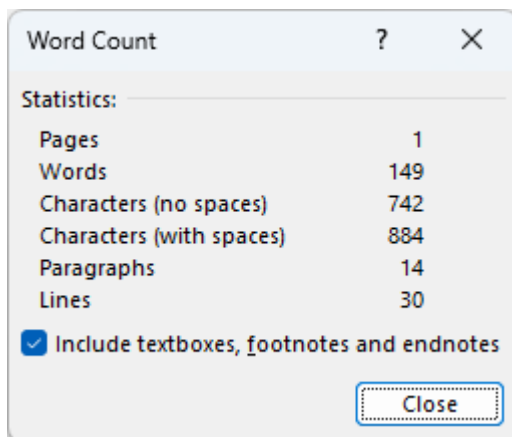 Word Count ?
Statistics:
Pages 1
Words 149
Characters (no spaces) 742
Characters (with spaces) 884
Paragraphs 14
Lines 30
Include textboxes, footnotes and endnotes
Close